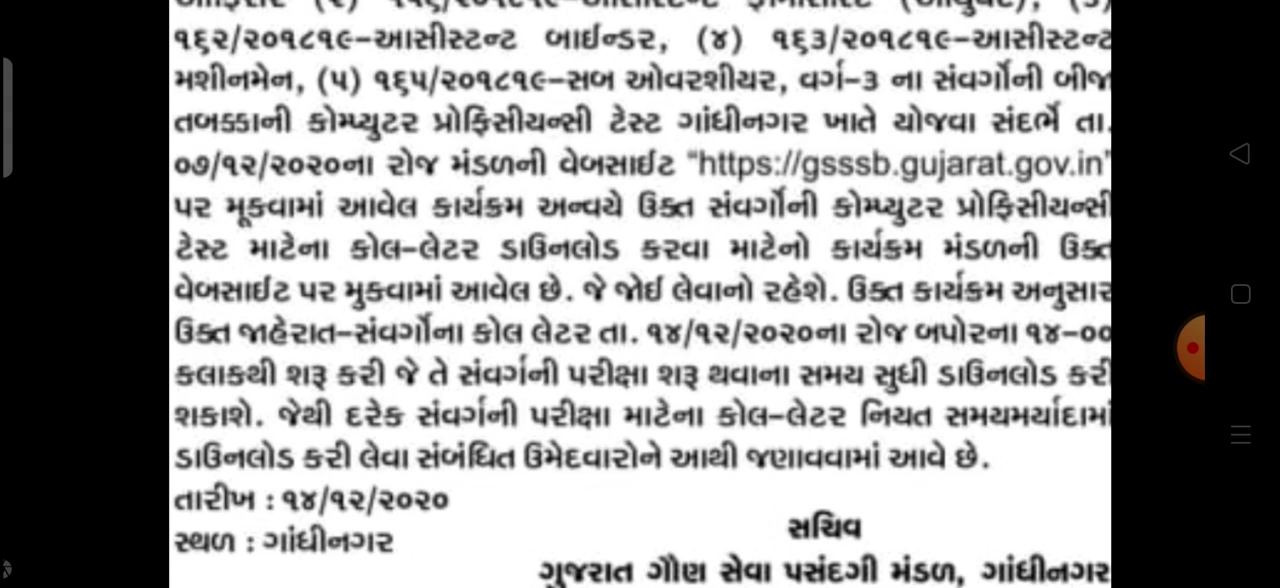 ૧૬૨/૨૦૧૮૧૯–આસીસ્ટન્ટ બાઈન્ડર, (૪) ૧૬૩/૨૦૧૮૧૯–આસીસ્ટન્ટ
મશીનમેન, (૫) ૧૬૫/૨૦૧૮૧૯–સબ ઓવરશીયર, વર્ગ–૩ ના સંવર્ગોની બીજા
તબક્કાની કોમ્પ્યુટર પ્રોફિસીયન્સી ટેસ્ટ ગાંધીનગર ખાતે યોજવા સંદર્ભે તા.
૦૭/૧૨/૨૦૨૦ના રોજ મંડળની વેબસાઈટ "https://gsssb.gujarat.gov.in"
પર મૂકવામાં આવેલ કાર્યક્રમ અન્વયે ઉક્ત સંવર્ગોની કોમ્પ્યુટર પ્રોફિસીયન્સી
ટેસ્ટ માટેના કોલ–લેટર ડાઉનલોડ કરવા માટેનો કાર્યક્રમ મંડળની ઉક્ત
વેબસાઈટ પર મુકવામાં આવેલ છે. જે જોઈ લેવાનો રહેશે. ઉક્ત કાર્યક્રમ અનુસાર
ઉક્ત જાહેરાત–સંવર્ગોના કોલ લેટર તા. ૧૪/૧૨/૨૦૨૦ના રોજ બપોરના ૧૪–૦૦
કલાકથી શરૂ કરી જે તે સંવર્ગની પરીક્ષા શરૂ થવાના સમય સુધી ડાઉનલોડ કરી
શકાશે. જેથી દરેક સંવર્ગની પરીક્ષા માટેના કોલ–લેટર નિયત સમયમર્યાદામાં
ડાઉનલોડ કરી લેવા સંબંધિત ઉમેદવારોને આથી જણાવવામાં આવે છે.
તારીખ : ૧૪/૧૨/૨૦૨૦
સ્થળ : ગાંધીનગર
સચિવ
ગુજરાત ગૌણ સેવા પસંદગી મંડળ, ગાંધીનગર